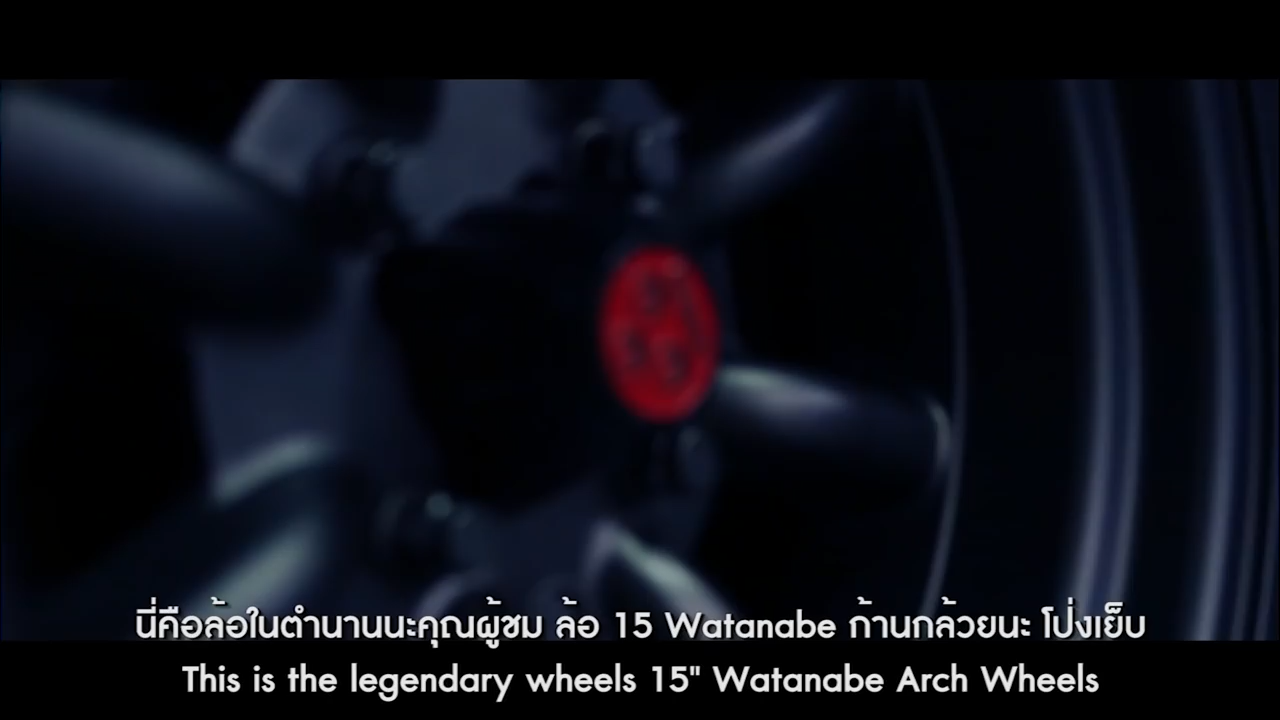 นี่คือล้อในตำนานนะคุณผู้ชม ล้อ 15 Watanabe ก้านกล้วยนะ โป่งเย็บ
This is the legendary wheels 15" Watanabe Arch Wheels